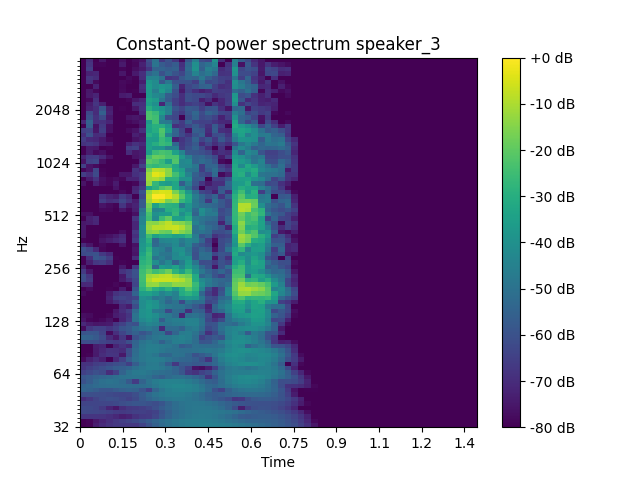 Constant-Q power spectrum speaker_3
Hz
2048
1024
512
256
128
64
32
0 0.15 0.3 0.45 0.6 0.75 0.9 1.1 1.2 1.4
Time
+0 dB
-10 dB
-20 dB
-30 dB
-40 dB
-50 dB
-60 dB
-70 dB
-80 dB